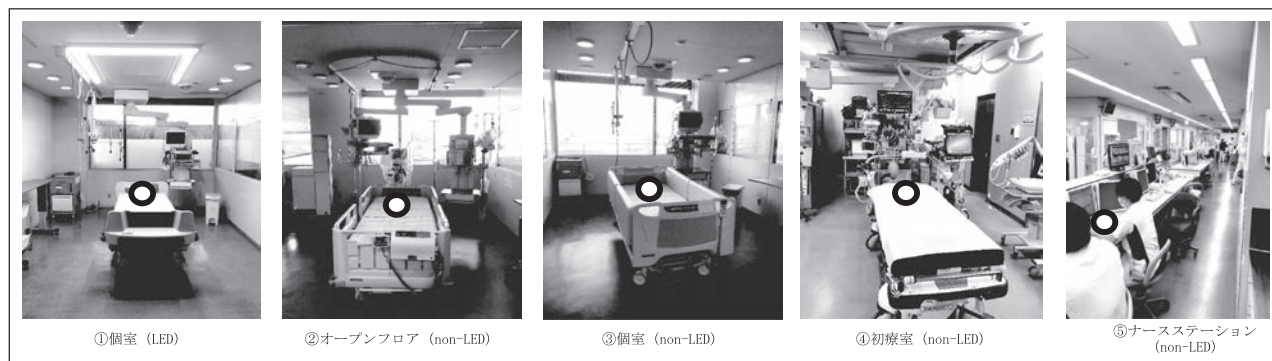 ①個室 (LED)
②オープンフロア (non-LED)
③個室 (non-LED)
④初療室 (non-LED)
⑤ナースステーション
(non-LED)